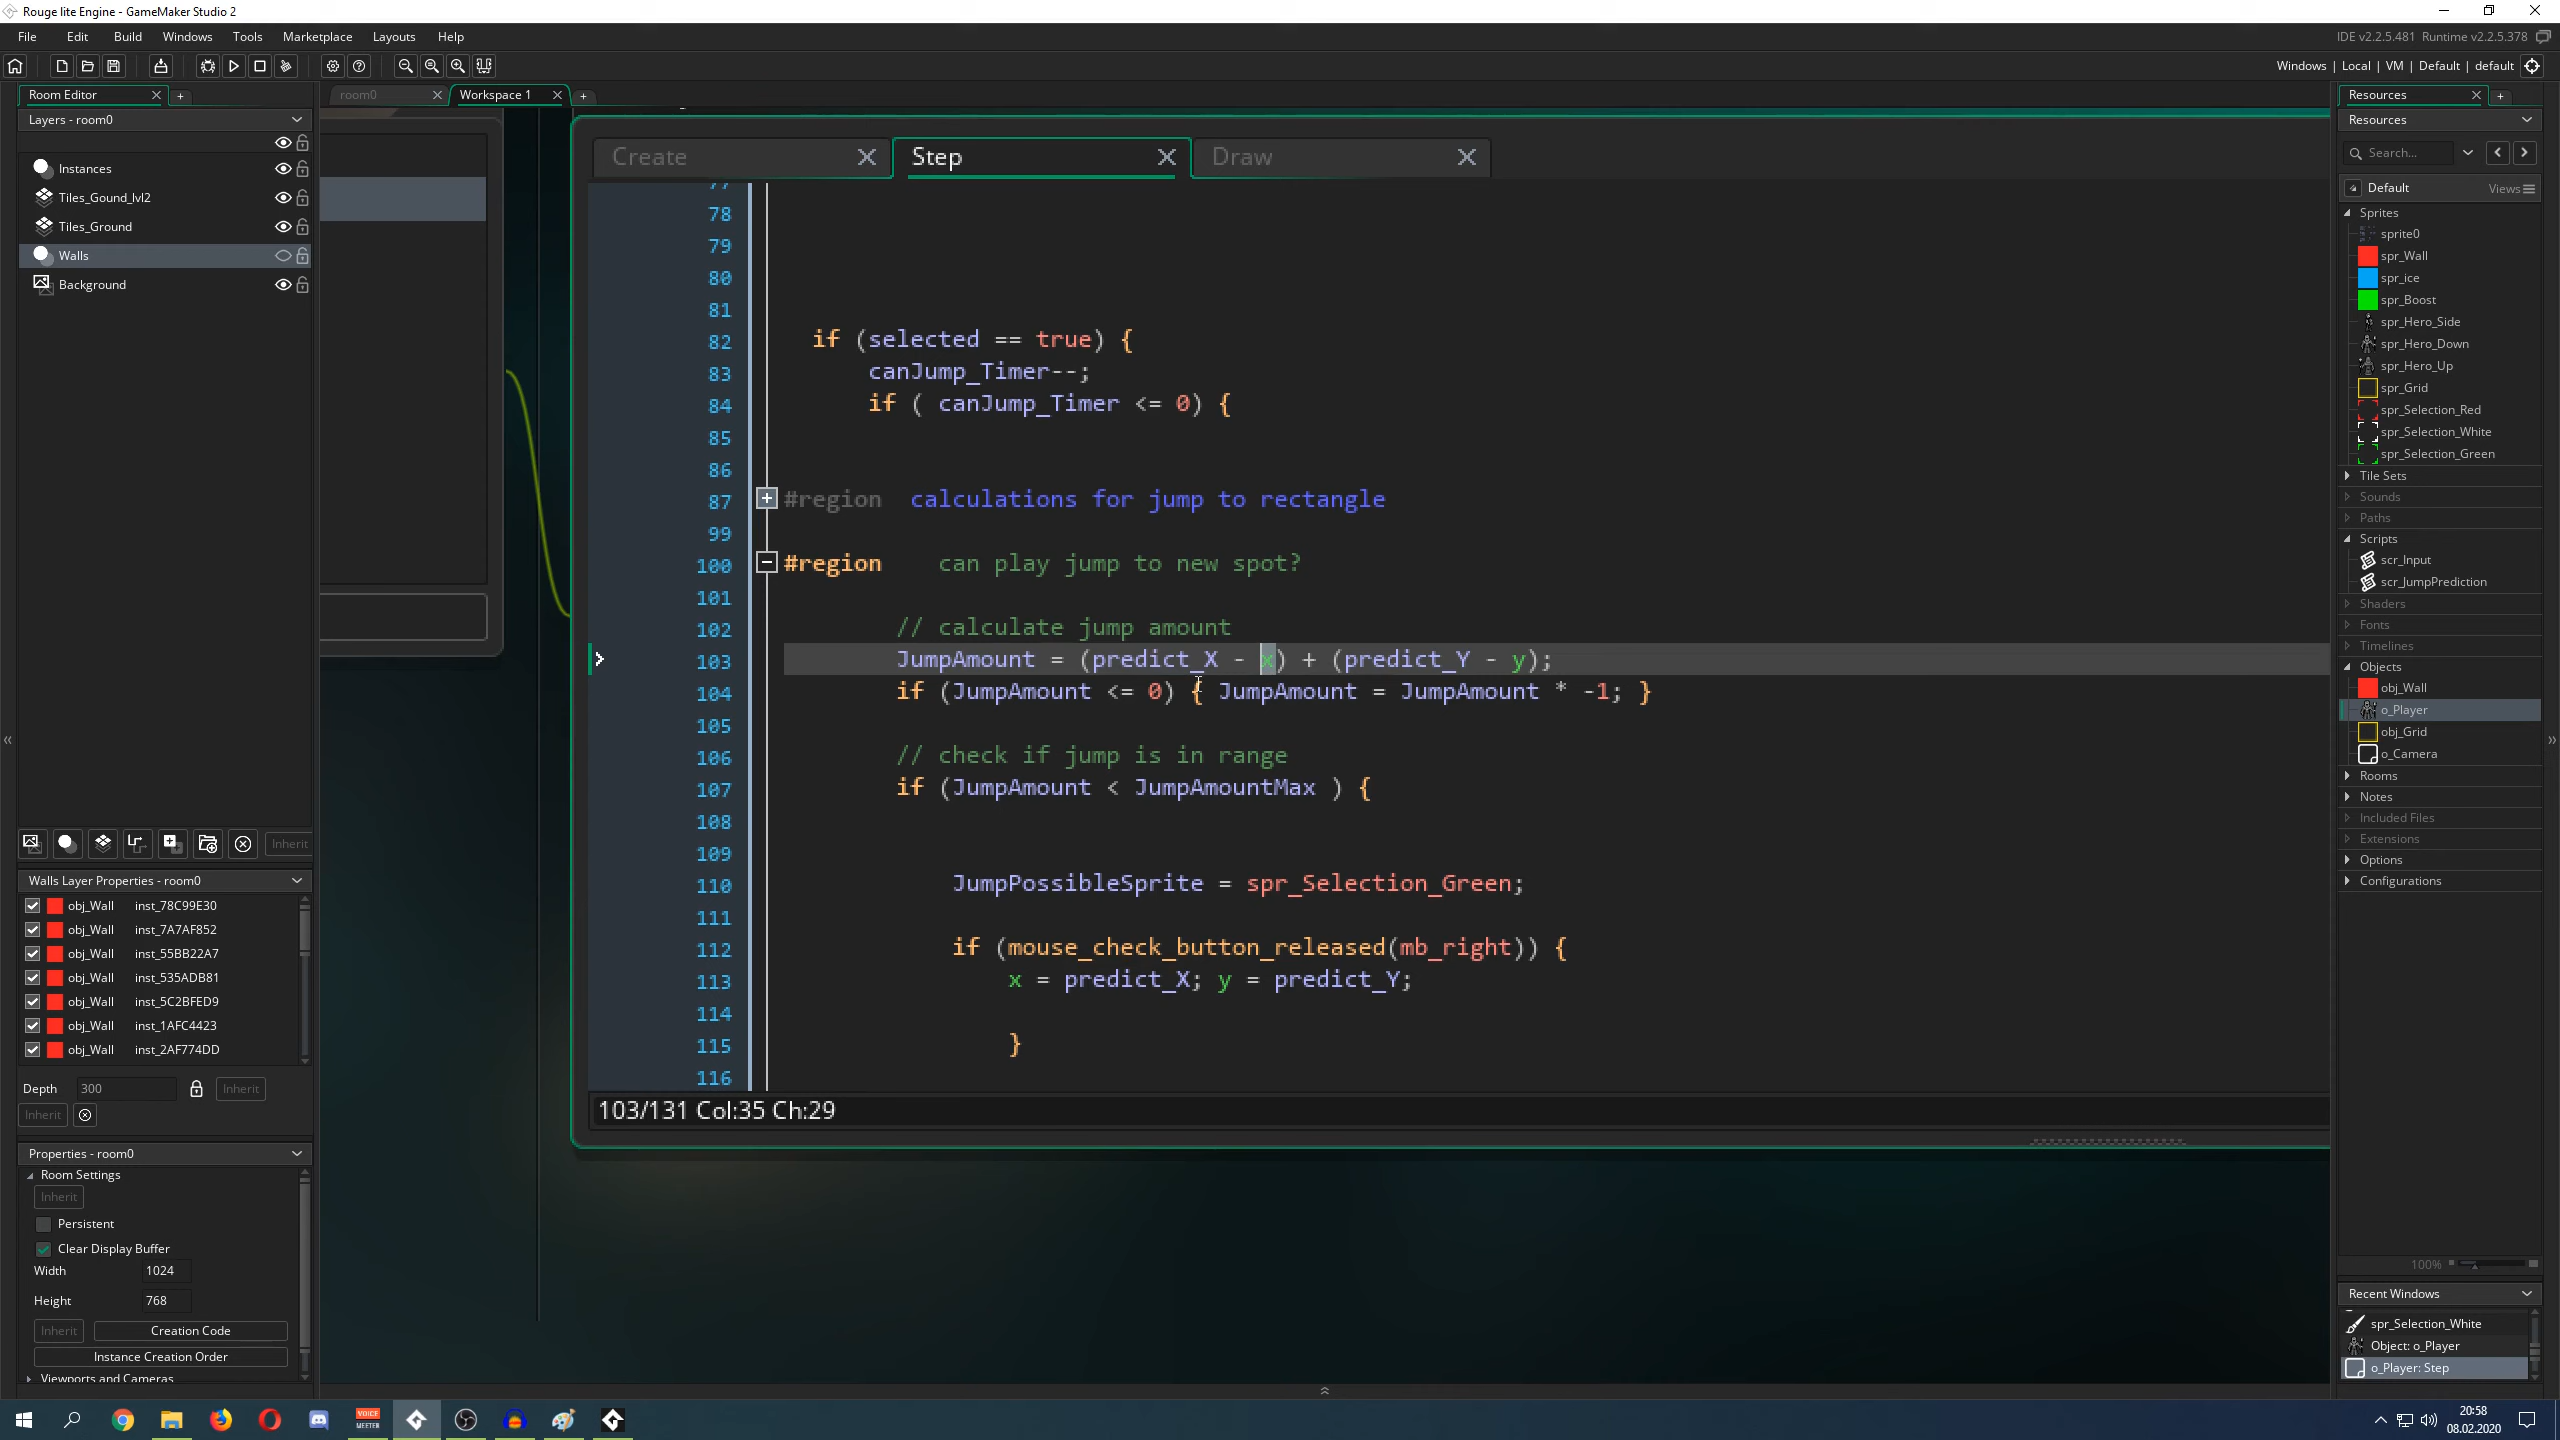 Rouge lite Engine - GameMaker Studio 2
File Edit Build Windows Tools Marketplace Layouts Help
IDE v2.2.5.481 Runtime v2.2.5.378
Windows | Local | VM | Default | default
Room Editor
room0
Workspace 1
Resources
Layers - room0
Instances
Tiles_Gound_lvl2
Tiles_Ground
Walls
Background
Inherit
Walls Layer Properties - room0
obj_Wall inst_78C99E30
obj_Wall inst_7A7AF852
obj_Wall inst_55BB22A7
obj_Wall inst_535ADB81
obj_Wall inst_5C2BFED9
obj_Wall inst_1AFC4423
obj_Wall inst_2AF774DD
Depth 300 Inherit
Inherit
Properties - room0
Room Settings
Inherit
Persistent
Clear Display Buffer
Width 1024
Height 768
Inherit Creation Code
Instance Creation Order
Viewports and Cameras
Create Step Draw
77
78
79
80
81
82 if (selected == true) {
83 canJump_Timer--;
84 if ( canJump_Timer <= 0) {
85
86
87 #region calculations for jump to rectangle
99
100 #region can play jump to new spot?
101
102 // calculate jump amount
103 JumpAmount = (predict_X - x) + (predict_Y - y);
104 if (JumpAmount <= 0) { JumpAmount = JumpAmount * -1; }
105
106 // check if jump is in range
107 if (JumpAmount < JumpAmountMax ) {
108
109
110 JumpPossibleSprite = spr_Selection_Green;
111
112 if (mouse_check_button_released(mb_right)) {
113 x = predict_X; y = predict_Y;
114
115 }
116
103/131 Col:35 Ch:29
Resources
Search...
Default Views
Sprites
sprite0
spr_Wall
spr_ice
spr_Boost
spr_Hero_Side
spr_Hero_Down
spr_Hero_Up
spr_Grid
spr_Selection_Red
spr_Selection_White
spr_Selection_Green
Tile Sets
Sounds
Paths
Scripts
scr_Input
scr_JumpPrediction
Shaders
Fonts
Timelines
Objects
obj_Wall
o_Player
obj_Grid
o_Camera
Rooms
Notes
Included Files
Extensions
Options
Configurations
100%
Recent Windows
spr_Selection_White
Object: o_Player
o_Player: Step
VOICE
MEETER
20:58
08.02.2020